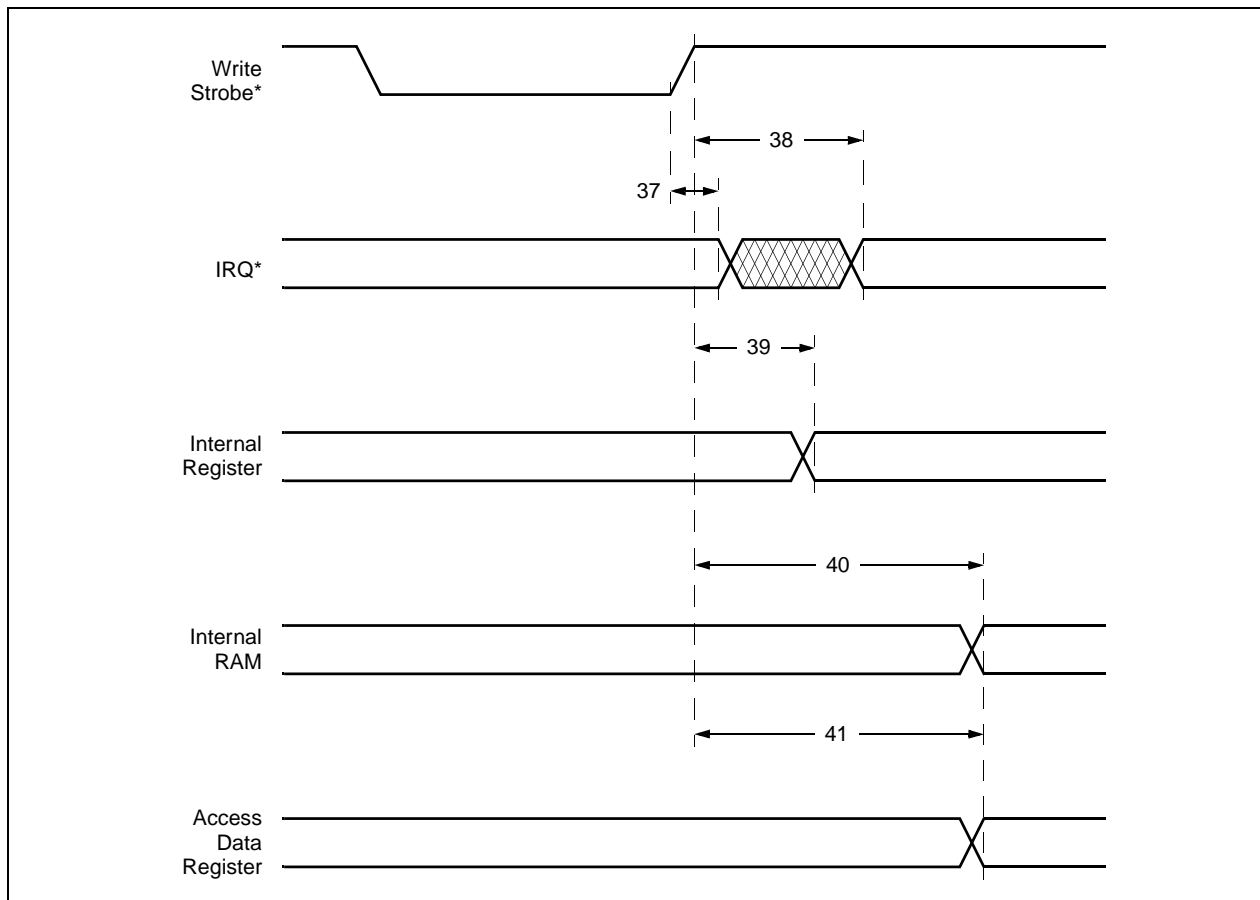 Write
Strobe*
38
37
IRQ*
39
Internal
Register
40
Internal
RAM
41
Access
Data
Register